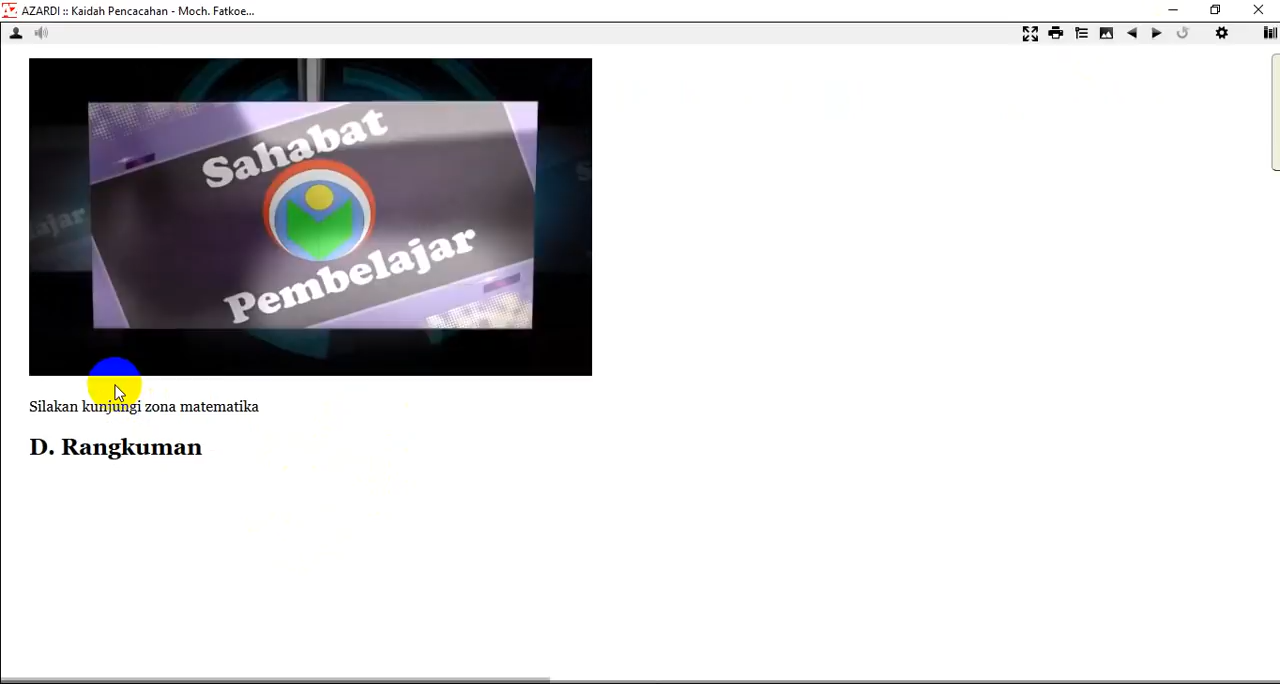 AZARDI :: Kaidah Pencacahan - Moch. Fatkoe...
Sahabat
Pembelajar
Silakan kunjungi zona matematika
D. Rangkuman